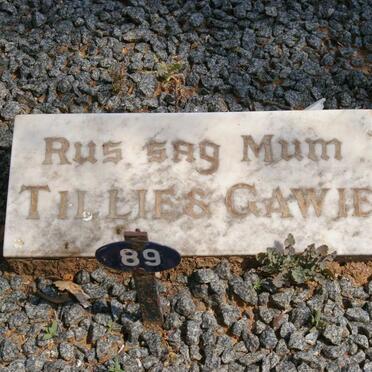 Rus sag Mum
TILLIE & GAWIE
89